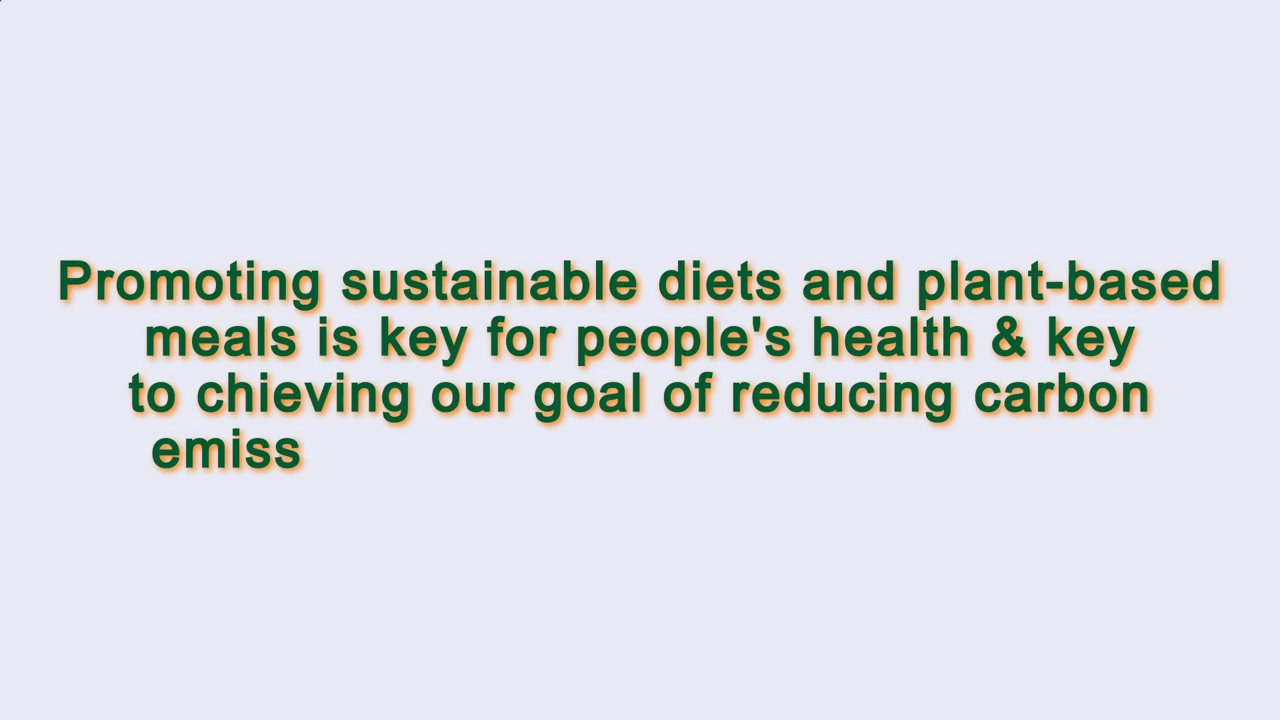 Promoting sustainable diets and plant-based
meals is key for people's health & key
to chieving our goal of reducing carbon
emiss